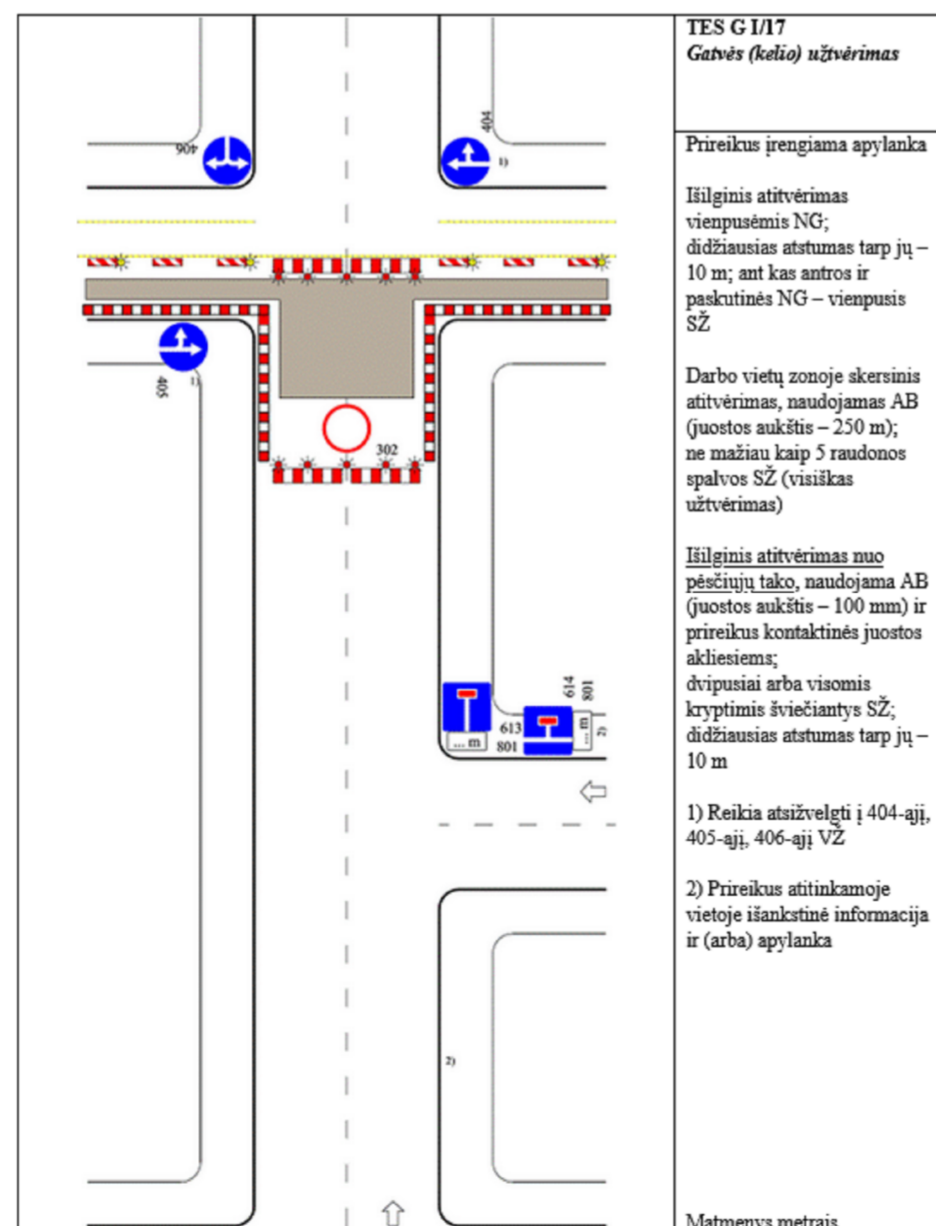 TES G I/17
Gatvės (kelio) užtvėrimas
Prireikus įrengiama apylanka
Išilginis atitvėrimas
vienpusėmis NG;
didžiausias atstumas tarp jų –
10 m; ant kas antros ir
paskutinės NG – vienpusis
SŽ
Darbo vietų zonoje skersinis
atitvėrimas, naudojamas AB
(juostos aukštis – 250 m);
ne mažiau kaip 5 raudonos
spalvos SŽ (visiškas
užtvėrimas)
Išilginis atitvėrimas nuo
pėsčiųjų tako, naudojama AB
(juostos aukštis – 100 mm) ir
prireikus kontaktinės juostos
akliesiems;
dvipusiai arba visomis
kryptimis šviečiantys SŽ;
didžiausias atstumas tarp jų –
10 m
1) Reikia atsižvelgti į 404-ąjį,
405-ąjį, 406-ąjį VŽ
2) Prireikus atitinkamoje
vietoje išankstinė informacija
ir (arba) apylanka
Matmenys metrais
406
404
1)
405
1)
302
614
801
613
801
... m
... m
2)
2)